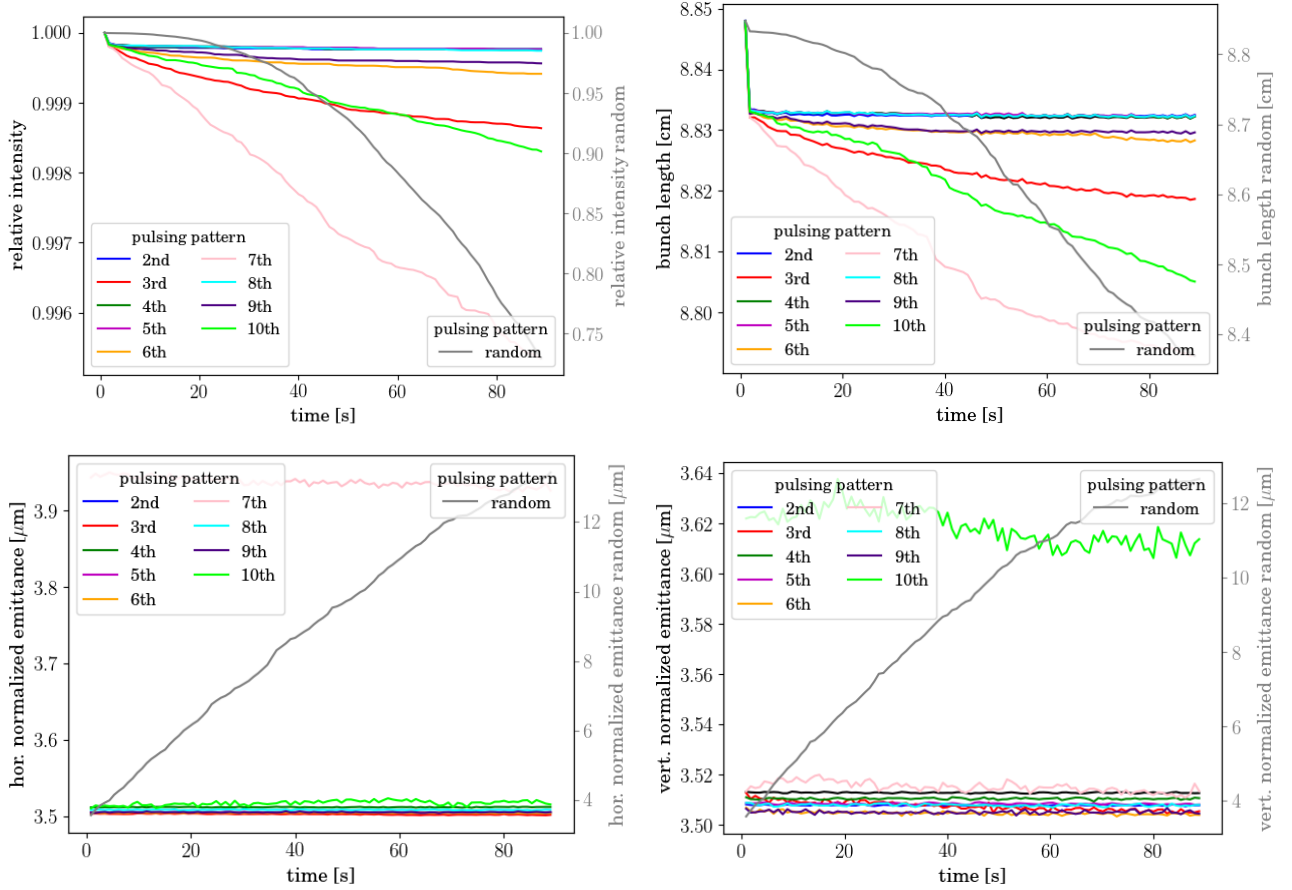 1.000
0.999
0.998
0.997
0.996
relative intensity
1.00
0.95
0.90
0.85
0.80
0.75
relative intensity random
pulsing pattern
2nd 7th
3rd 8th
4th 9th
5th 10th
6th
pulsing pattern
random
0 20 40 60 80
time [s]
8.85
8.84
8.83
8.82
8.81
8.80
bunch length [cm]
8.8
8.7
8.6
8.5
8.4
bunch length random [cm]
pulsing pattern
2nd 7th
3rd 8th
4th 9th
5th 10th
6th
pulsing pattern
random
0 20 40 60 80
time [s]
3.9
3.8
3.7
3.6
3.5
hor. normalized emittance [μm]
12
10
8
6
4
hor. normalized emittance random [μm]
pulsing pattern
2nd 7th
3rd 8th
4th 9th
5th 10th
6th
pulsing pattern
random
0 20 40 60 80
time [s]
3.64
3.62
3.60
3.58
3.56
3.54
3.52
3.50
vert. normalized emittance [μm]
12
10
8
6
4
vert. normalized emittance random [μm]
pulsing pattern
2nd 7th
3rd 8th
4th 9th
5th 10th
6th
pulsing pattern
random
0 20 40 60 80
time [s]